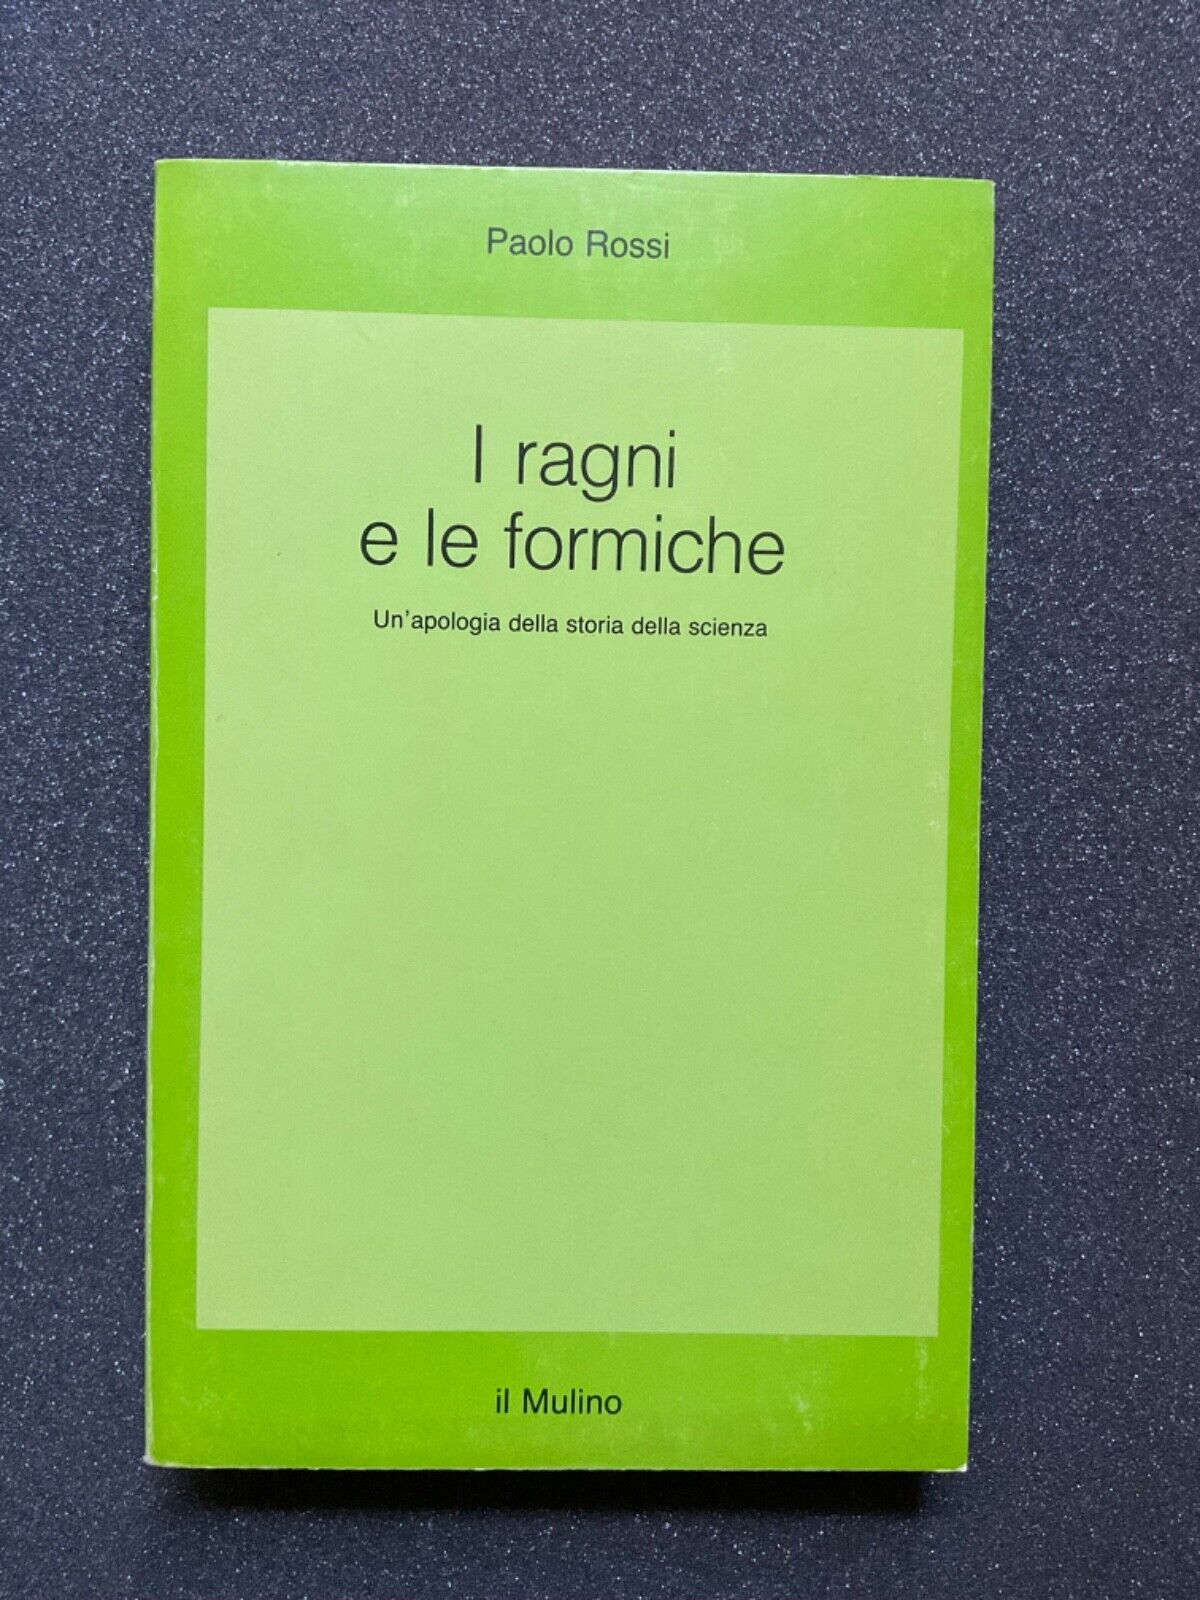 Paolo Rossi
I ragni
e le formiche
Un'apologia della storia della scienza
il Mulino